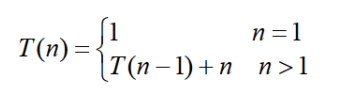 T(n) = { 1 n = 1
T(n − 1) + n n > 1